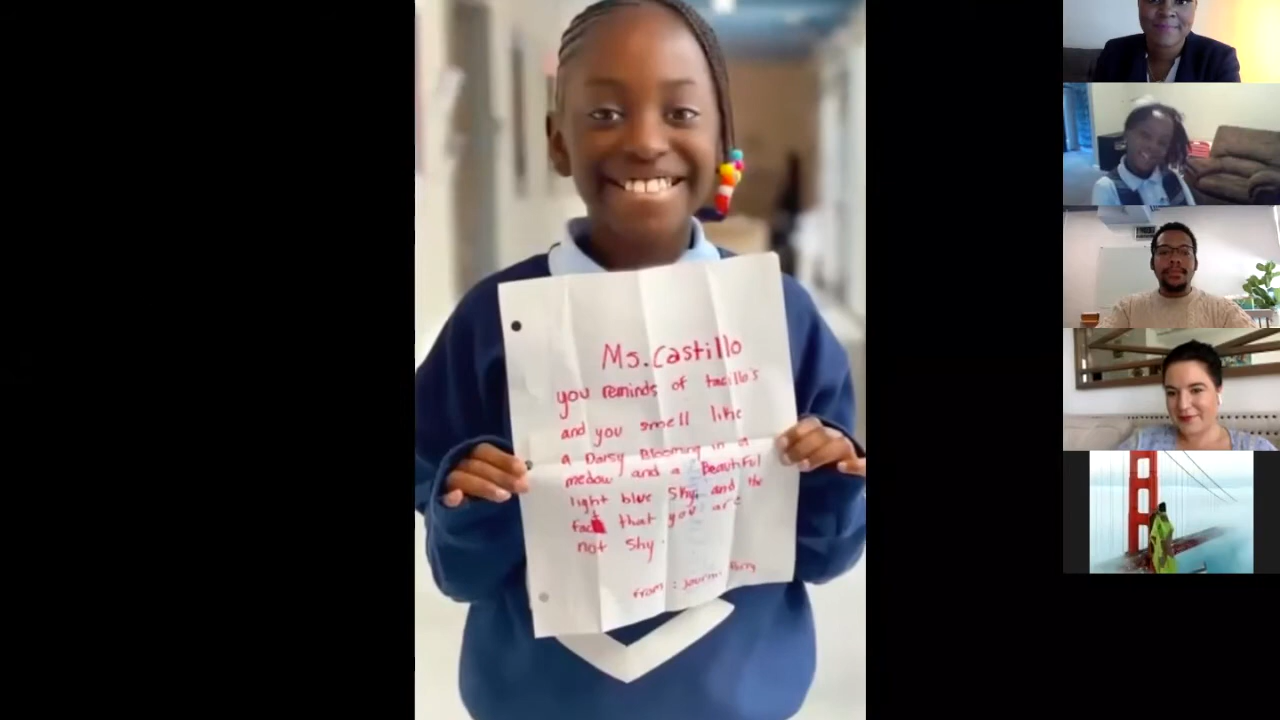 Ms. Castillo
you reminds of
and you smell like
a Daisy Blooming in a
medow and a Beautiful
light blue Sky, and the
fact that you are
not Shy.
from :